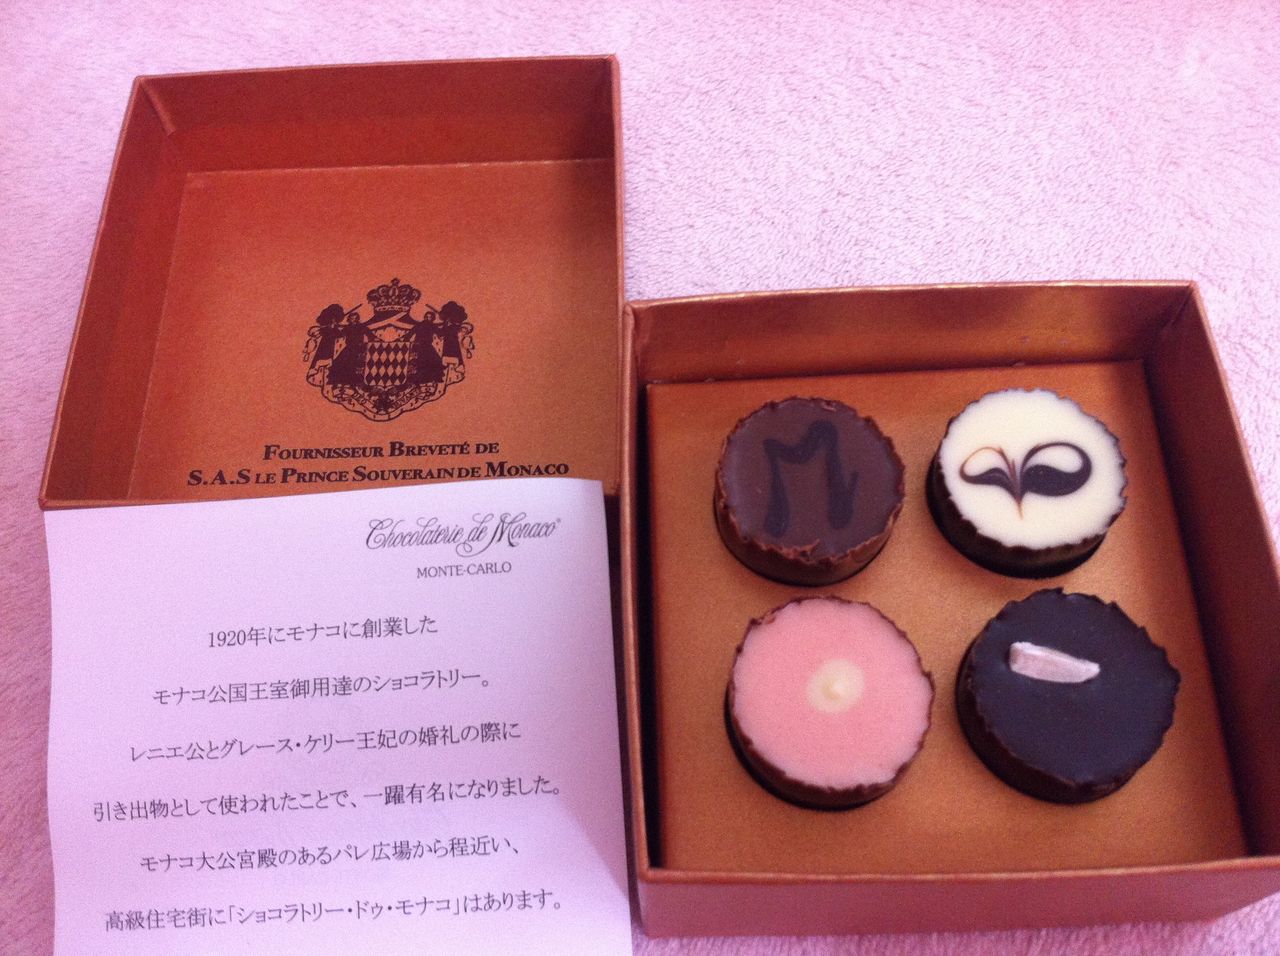 FOURNISSEUR BREVETÉ DE
S.A.S LE PRINCE SOUVERAIN DE MONACO
Chocolaterie de Monaco®
MONTE-CARLO
1920年にモナコに創業した
モナコ公国王室御用達のショコラトリー。
レニエ公とグレース・ケリー王妃の婚礼の際に
引き出物として使われたことで、一躍有名になりました。
モナコ大公宮殿のあるパレ広場から程近い、
高級住宅街に「ショコラトリー・ドゥ・モナコ」はあります。
M